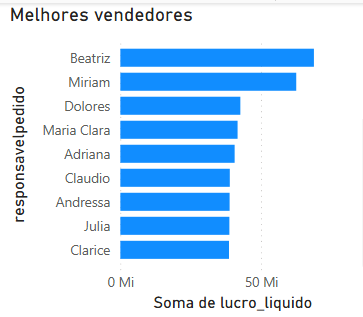 Melhores vendedores
responsavelpedido
Beatriz
Miriam
Dolores
Maria Clara
Adriana
Claudio
Andressa
Julia
Clarice
0 Mi
50 Mi
Soma de lucro_liquido